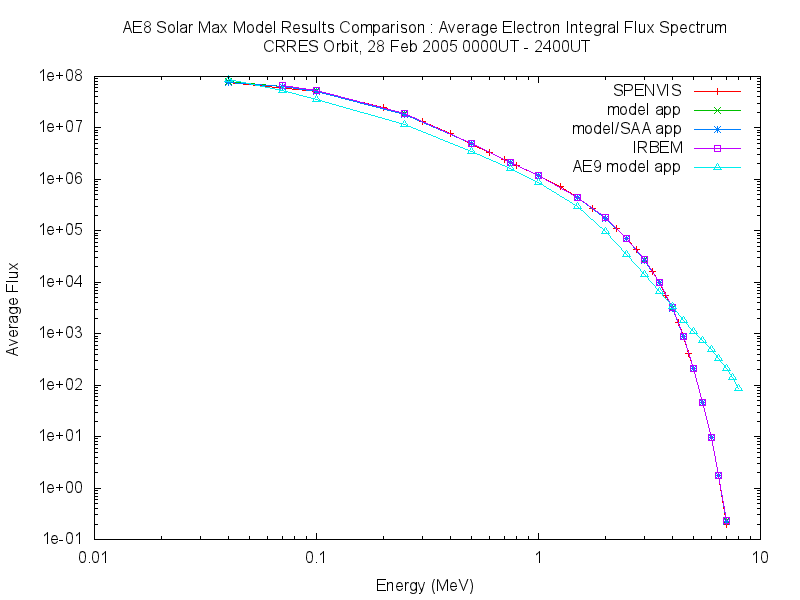 AE8 Solar Max Model Results Comparison : Average Electron Integral Flux Spectrum
CRRES Orbit, 28 Feb 2005 0000UT - 2400UT
SPENVIS
model app
model/SAA app
IRBEM
AE9 model app
1e+08
1e+07
1e+06
1e+05
1e+04
1e+03
1e+02
1e+01
1e+00
1e-01
Average Flux
0.01
0.1
1
10
Energy (MeV)